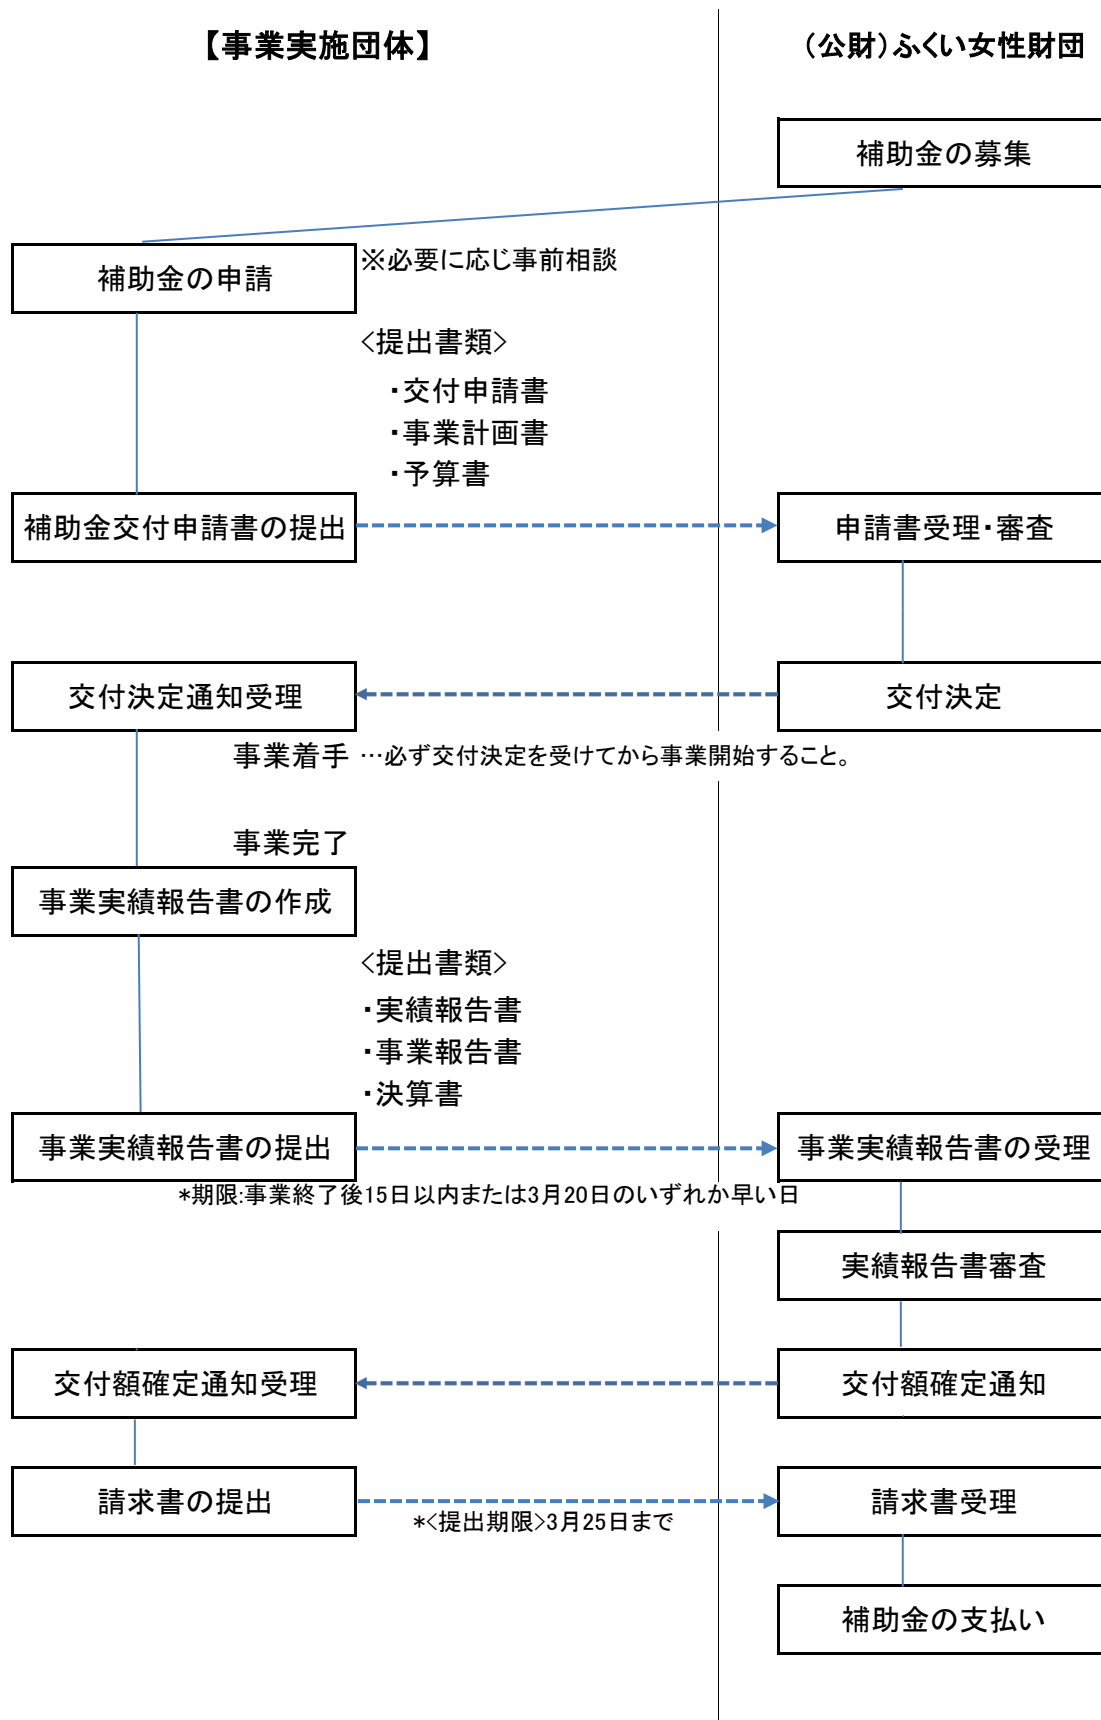 【事業実施団体】
（公財）ふくい女性財団
補助金の募集
補助金の申請
※必要に応じ事前相談
<提出書類>
・交付申請書
・事業計画書
・予算書
補助金交付申請書の提出
申請書受理・審査
交付決定通知受理
交付決定
事業着手 …必ず交付決定を受けてから事業開始すること。
事業完了
事業実績報告書の作成
<提出書類>
・実績報告書
・事業報告書
・決算書
事業実績報告書の提出
事業実績報告書の受理
*期限:事業終了後15日以内または3月20日のいずれか早い日
実績報告書審査
交付額確定通知受理
交付額確定通知
請求書の提出
請求書受理
*<提出期限>3月25日まで
補助金の支払い